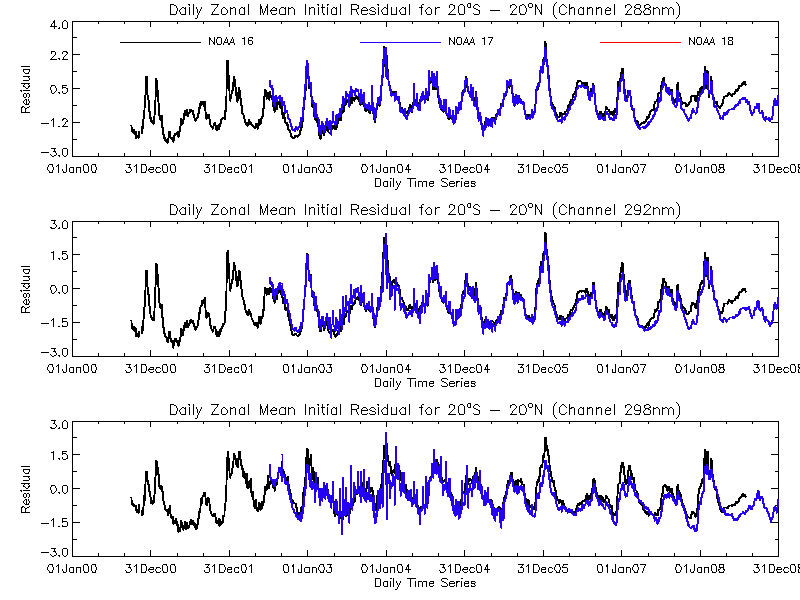 Daily Zonal Mean Initial Residual for 20°S – 20°N (Channel 288nm)
4.0
2.2
0.5
-1.2
-3.0
Residual
NOAA 16 NOAA 17 NOAA 18
01Jan00 31Dec00 31Dec01 01Jan03 01Jan04 31Dec04 31Dec05 01Jan07 01Jan08 31Dec08
Daily Time Series
Daily Zonal Mean Initial Residual for 20°S – 20°N (Channel 292nm)
3.0
1.5
0.0
-1.5
-3.0
Residual
01Jan00 31Dec00 31Dec01 01Jan03 01Jan04 31Dec04 31Dec05 01Jan07 01Jan08 31Dec08
Daily Time Series
Daily Zonal Mean Initial Residual for 20°S – 20°N (Channel 298nm)
3.0
1.5
0.0
-1.5
-3.0
Residual
01Jan00 31Dec00 31Dec01 01Jan03 01Jan04 31Dec04 31Dec05 01Jan07 01Jan08 31Dec08
Daily Time Series